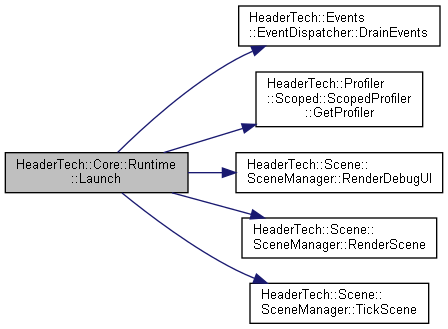 HeaderTech::Events
::EventDispatcher::DrainEvents
HeaderTech::Profiler
::Scoped::ScopedProfiler
::GetProfiler
HeaderTech::Core::Runtime
::Launch
HeaderTech::Scene::
SceneManager::RenderDebugUI
HeaderTech::Scene::
SceneManager::RenderScene
HeaderTech::Scene::
SceneManager::TickScene